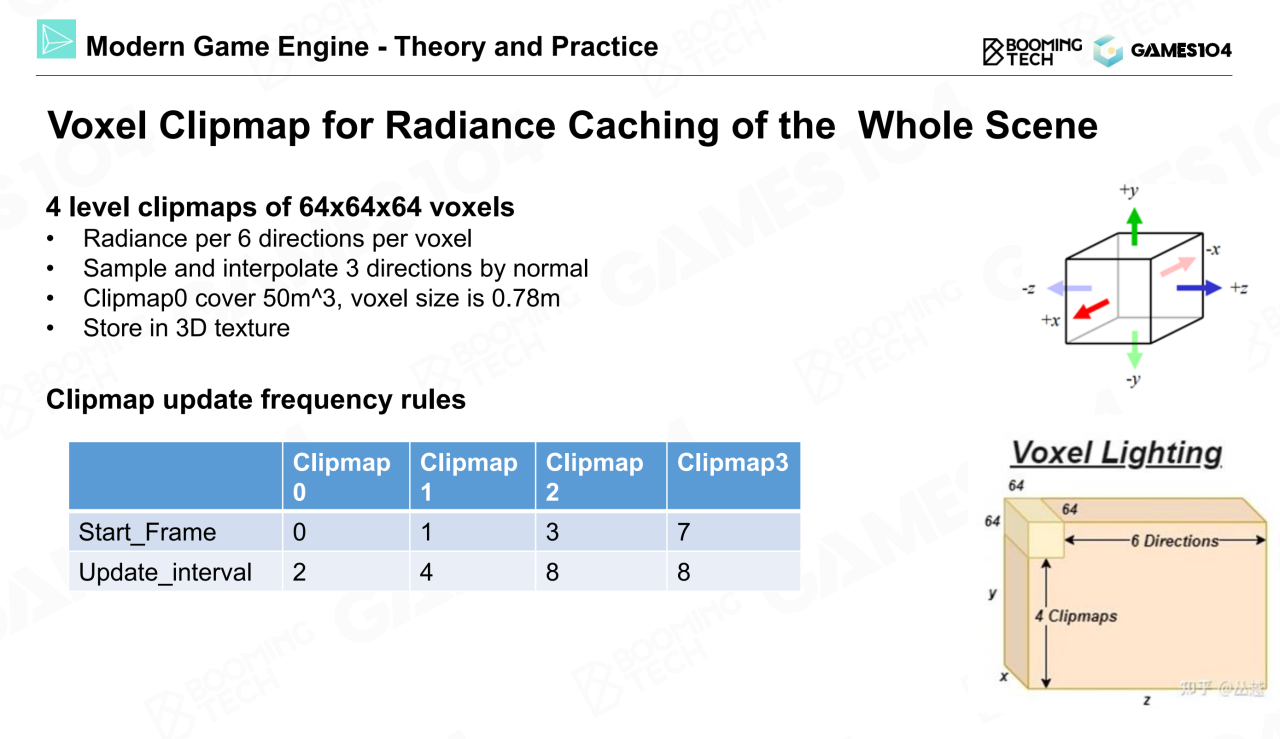 Modern Game Engine - Theory and Practice
BOOMING TECH
GAMES104
Voxel Clipmap for Radiance Caching of the Whole Scene
4 level clipmaps of 64x64x64 voxels
• Radiance per 6 directions per voxel
• Sample and interpolate 3 directions by normal
• Clipmap0 cover 50m^3, voxel size is 0.78m
• Store in 3D texture
+y
-x
-z
+z
+x
-y
Clipmap update frequency rules
Clipmap 0 Clipmap 1 Clipmap 2 Clipmap3
Start_Frame 0 1 3 7
Update_interval 2 4 8 8
Voxel Lighting
64
64
64
6 Directions
y
4 Clipmaps
x
z
知乎 @丛越